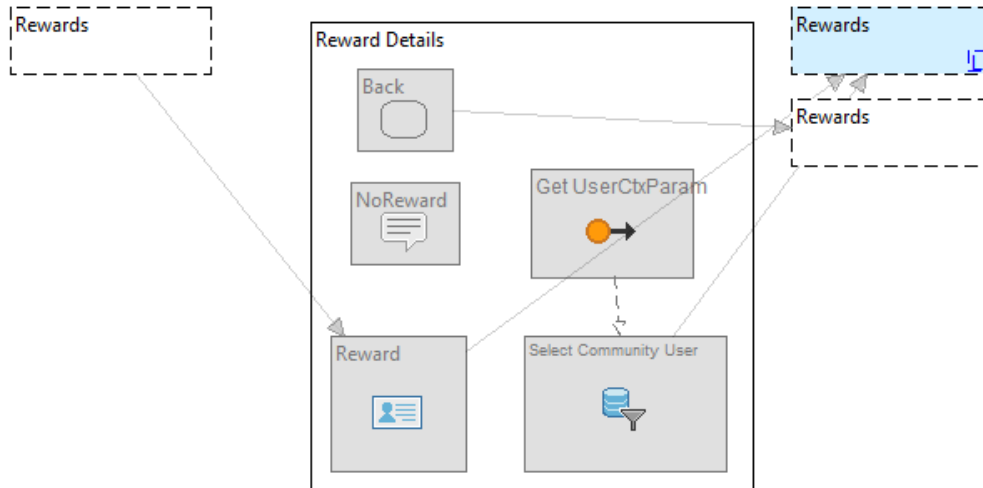 Rewards
Reward Details
Rewards
Back
Rewards
NoReward
Get UserCtxParam
Reward
Select Community User